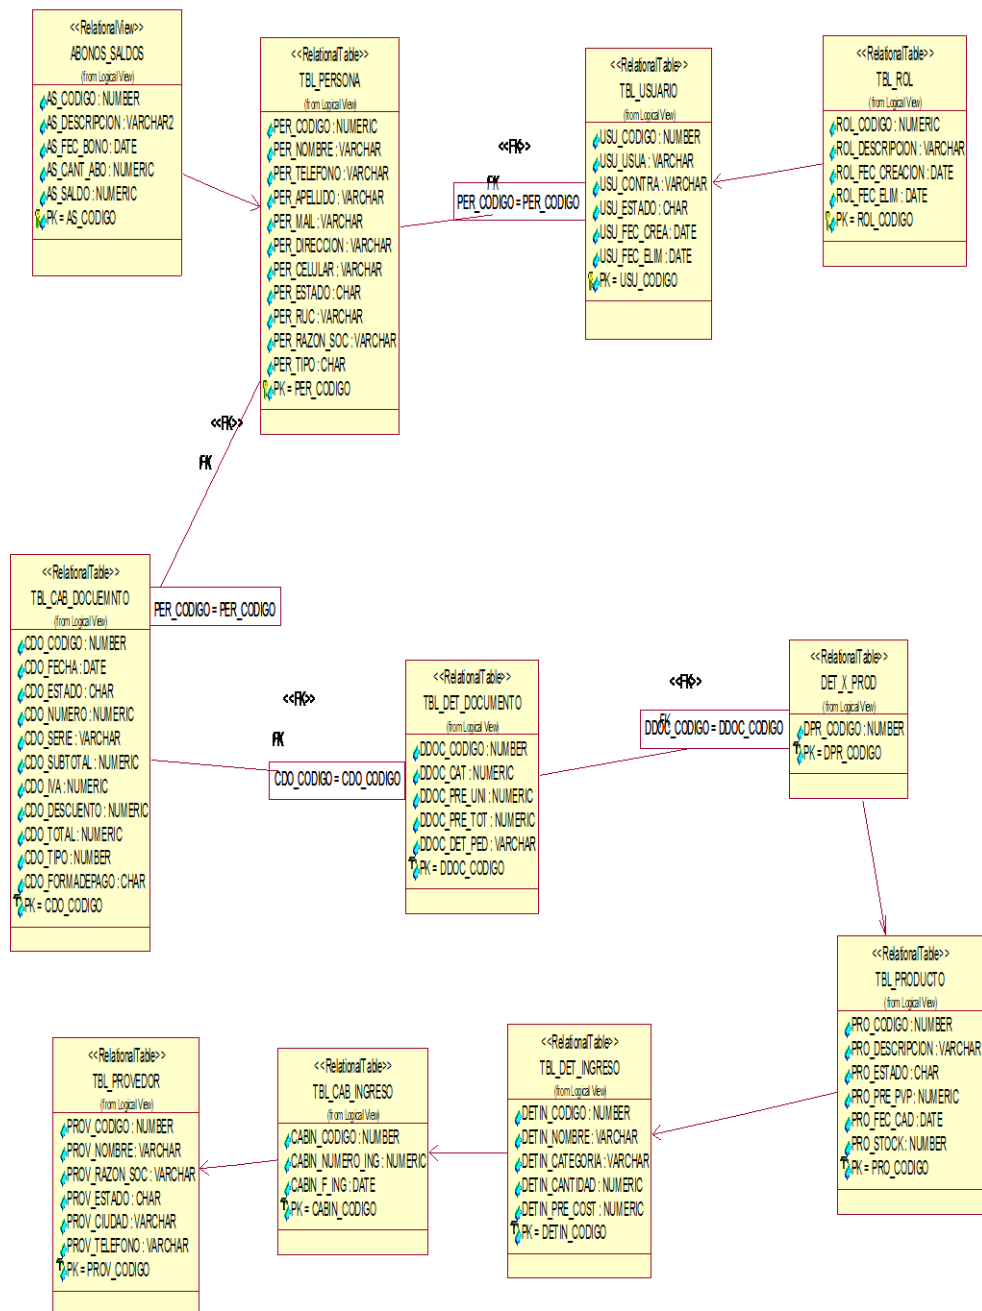 <<RelationalView>>
ABONOS_SALDOS
(from Logical View)
AS_CODIGO : NUMBER
AS_DESCRIPCION : VARCHAR2
AS_FEC_BONO : DATE
AS_CANT_ABO : NUMERIC
AS_SALDO : NUMERIC
PK = AS_CODIGO
<<RelationalTable>>
TBL_PERSONA
(from Logical View)
PER_CODIGO : NUMERIC
PER_NOMBRE : VARCHAR
PER_TELEFONO : VARCHAR
PER_APELLIDO : VARCHAR
PER_MAIL : VARCHAR
PER_DIRECCION : VARCHAR
PER_CELULAR : VARCHAR
PER_ESTADO : CHAR
PER_RUC : VARCHAR
PER_RAZON_SOC : VARCHAR
PER_TIPO : CHAR
PK = PER_CODIGO
<<FK>>
FK
PER_CODIGO = PER_CODIGO
<<RelationalTable>>
TBL_USUARIO
(from Logical View)
USU_CODIGO : NUMBER
USU_USUA : VARCHAR
USU_CONTRA : VARCHAR
USU_ESTADO : CHAR
USU_FEC_CREA : DATE
USU_FEC_ELIM : DATE
PK = USU_CODIGO
<<RelationalTable>>
TBL_ROL
(from Logical View)
ROL_CODIGO : NUMERIC
ROL_DESCRIPCION : VARCHAR
ROL_FEC_CREACION : DATE
ROL_FEC_ELIM : DATE
PK = ROL_CODIGO
<<FK>>
FK
PER_CODIGO = PER_CODIGO
<<RelationalTable>>
TBL_CAB_DOCUEMNTO
(from Logical View)
CDO_CODIGO : NUMBER
CDO_FECHA : DATE
CDO_ESTADO : CHAR
CDO_NUMERO : NUMERIC
CDO_SERIE : VARCHAR
CDO_SUBTOTAL : NUMERIC
CDO_IVA : NUMERIC
CDO_DESCUENTO : NUMERIC
CDO_TOTAL : NUMERIC
CDO_TIPO : NUMBER
CDO_FORMADEPAGO : CHAR
PK = CDO_CODIGO
<<FK>>
FK
CDO_CODIGO = CDO_CODIGO
<<RelationalTable>>
TBL_DET_DOCUMENTO
(from Logical View)
DDOC_CODIGO : NUMBER
DDOC_CAT : NUMERIC
DDOC_PRE_UNI : NUMERIC
DDOC_PRE_TOT : NUMERIC
DDOC_DET_PED : VARCHAR
PK = DDOC_CODIGO
<<FK>>
FK
DDOC_CODIGO = DDOC_CODIGO
<<RelationalTable>>
DET_X_PROD
(from Logical View)
DPR_CODIGO : NUMBER
PK = DPR_CODIGO
<<RelationalTable>>
TBL_PRODUCTO
(from Logical View)
PRO_CODIGO : NUMBER
PRO_DESCRIPCION : VARCHAR
PRO_ESTADO : CHAR
PRO_PRE_PVP : NUMERIC
PRO_FEC_CAD : DATE
PRO_STOCK : NUMBER
PK = PRO_CODIGO
<<RelationalTable>>
TBL_PROVEDOR
(from Logical View)
PROV_CODIGO : NUMBER
PROV_NOMBRE : VARCHAR
PROV_RAZON_SOC : VARCHAR
PROV_ESTADO : CHAR
PROV_CIUDAD : VARCHAR
PROV_TELEFONO : VARCHAR
PK = PROV_CODIGO
<<RelationalTable>>
TBL_CAB_INGRESO
(from Logical View)
CABIN_CODIGO : NUMBER
CABIN_NUMERO_ING : NUMERIC
CABIN_F_ING : DATE
PK = CABIN_CODIGO
<<RelationalTable>>
TBL_DET_INGRESO
(from Logical View)
DETIN_CODIGO : NUMBER
DETIN_NOMBRE : VARCHAR
DETIN_CATEGORIA : VARCHAR
DETIN_CANTIDAD : NUMERIC
DETIN_PRE_COST : NUMERIC
PK = DETIN_CODIGO